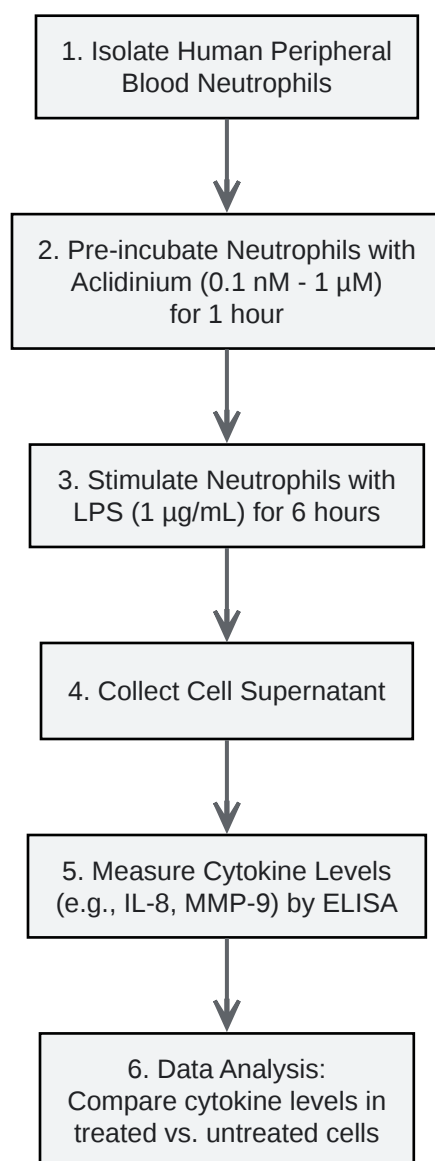 1. Isolate Human Peripheral
Blood Neutrophils
2. Pre-incubate Neutrophils with
Aclidinium (0.1 nM - 1 µM)
for 1 hour
3. Stimulate Neutrophils with
LPS (1 µg/mL) for 6 hours
4. Collect Cell Supernatant
5. Measure Cytokine Levels
(e.g., IL-8, MMP-9) by ELISA
6. Data Analysis:
Compare cytokine levels in
treated vs. untreated cells